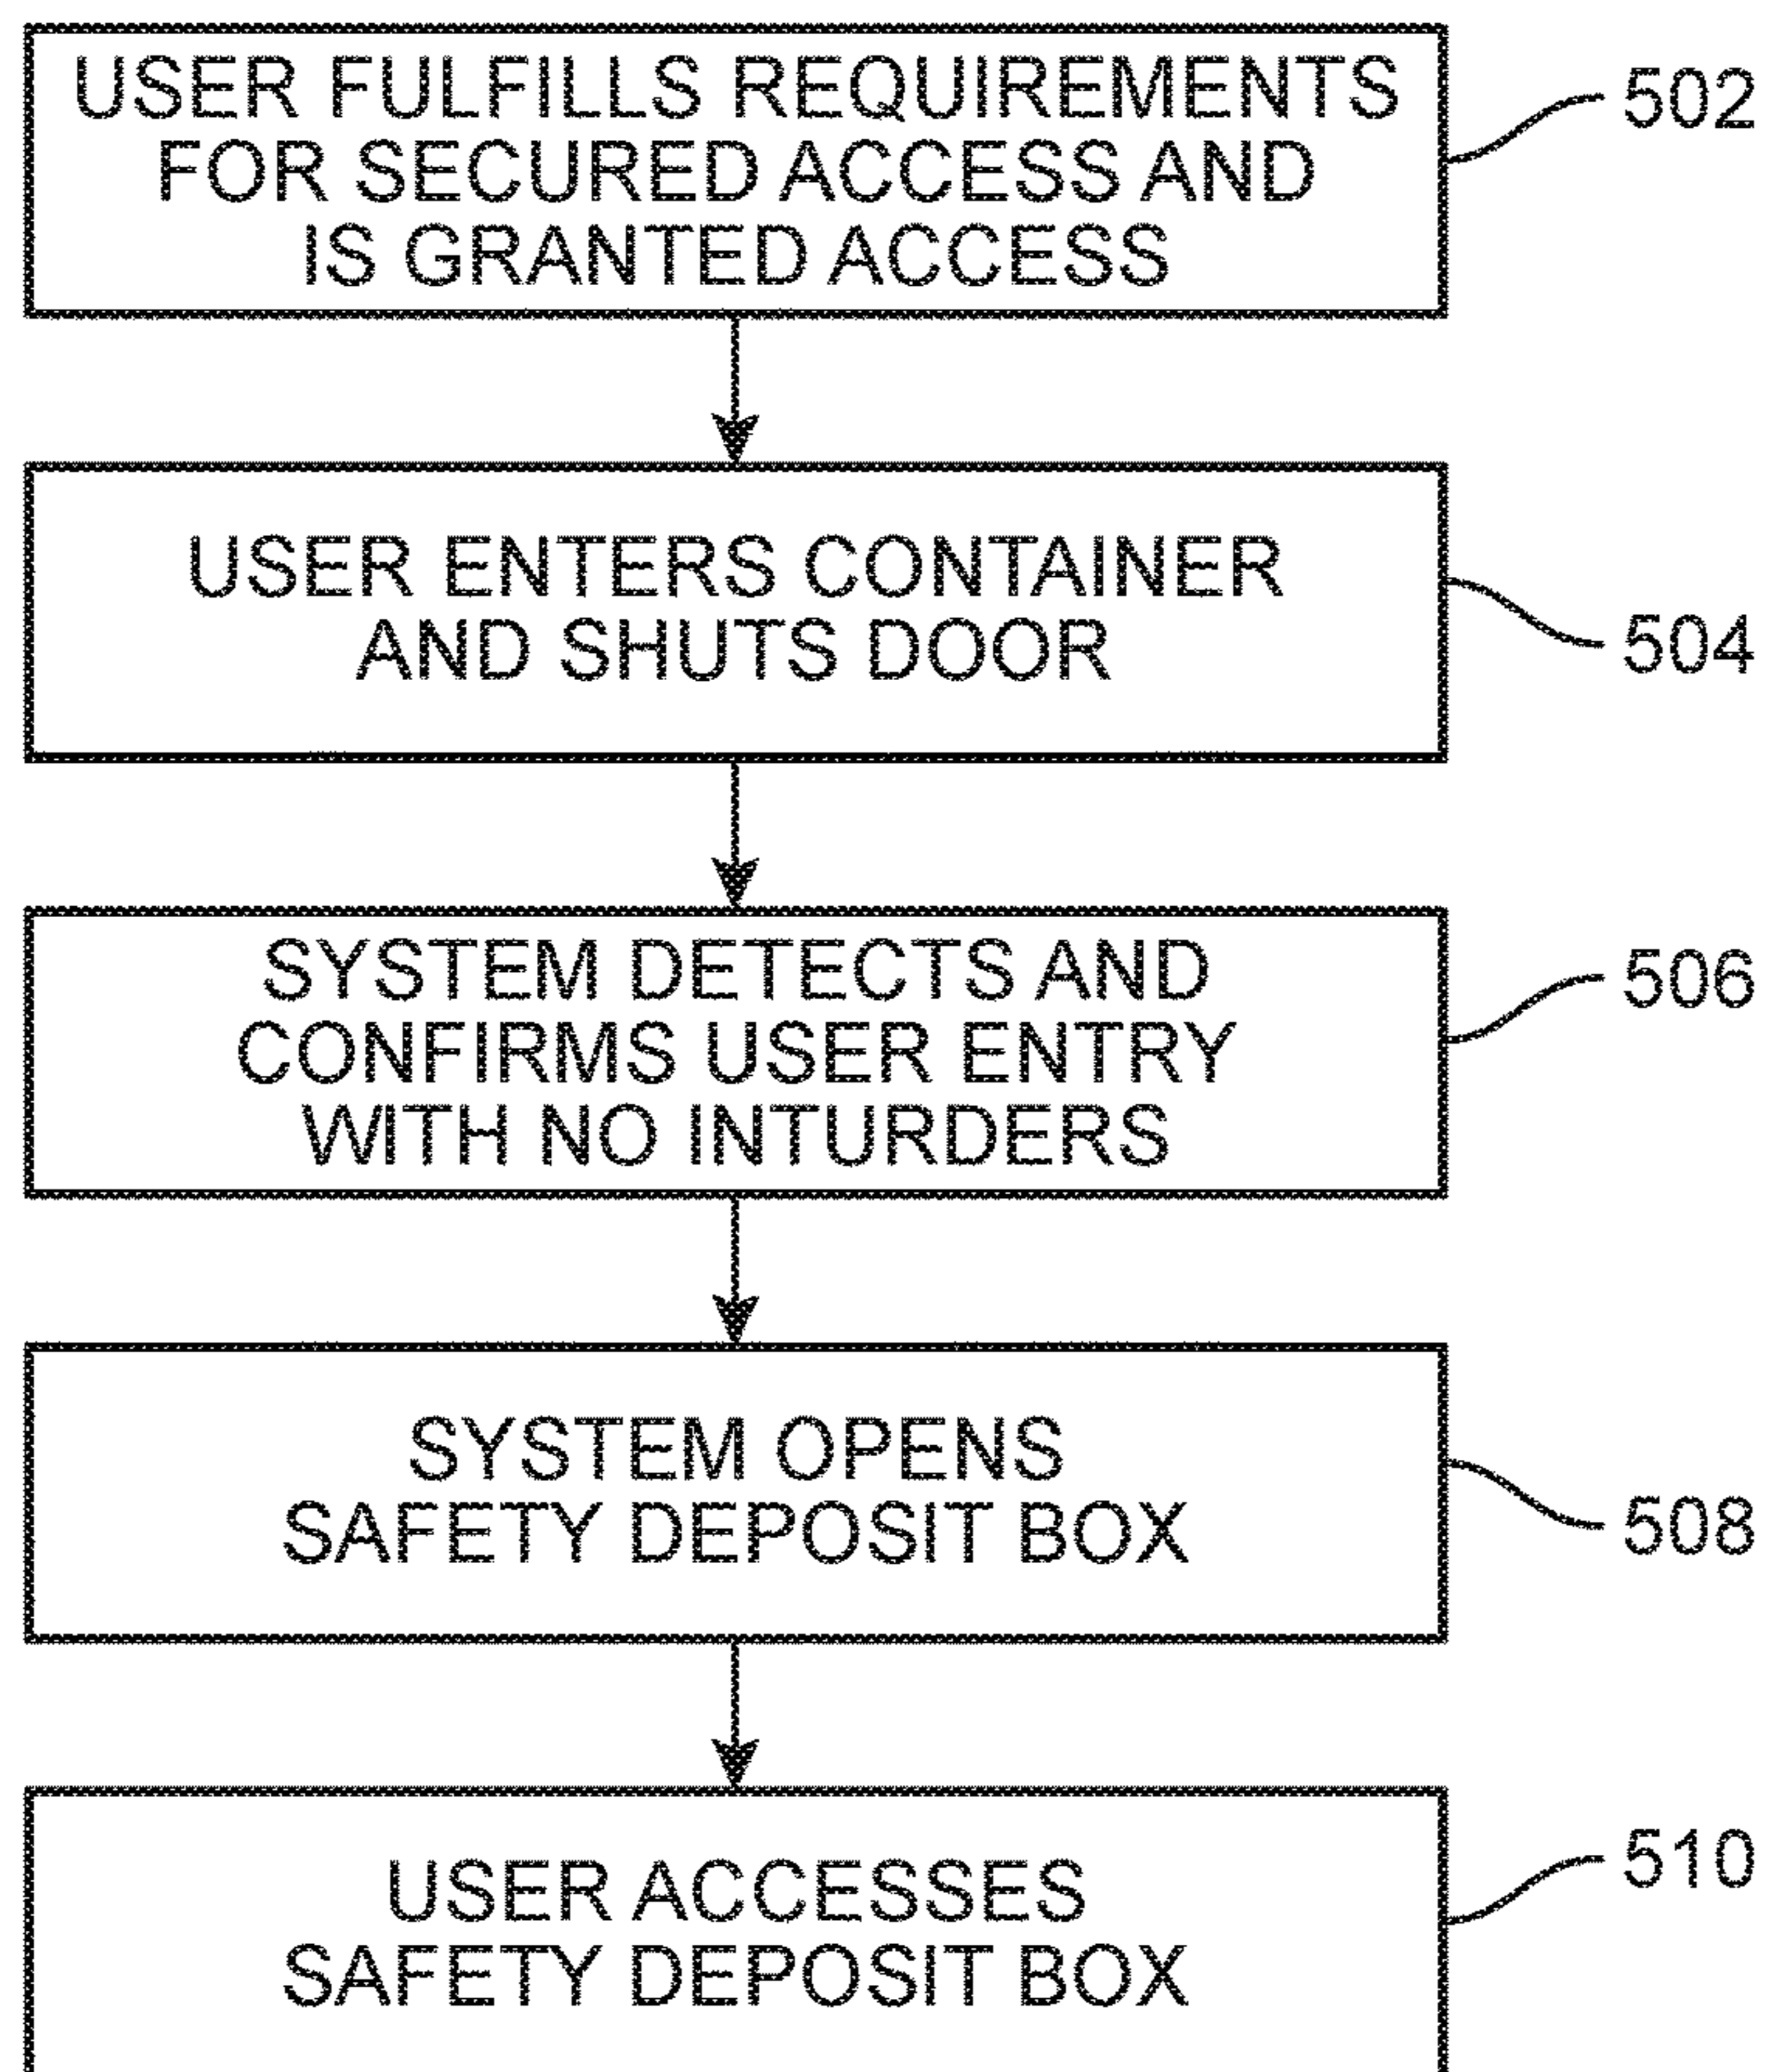 USER FULFILLS REQUIREMENTS
FOR SECURED ACCESS AND
IS GRANTED ACCESS
502
USER ENTERS CONTAINER
AND SHUTS DOOR
504
SYSTEM DETECTS AND
CONFIRMS USER ENTRY
WITH NO INTURDERS
506
SYSTEM OPENS
SAFETY DEPOSIT BOX
508
USER ACCESSES
SAFETY DEPOSIT BOX
510